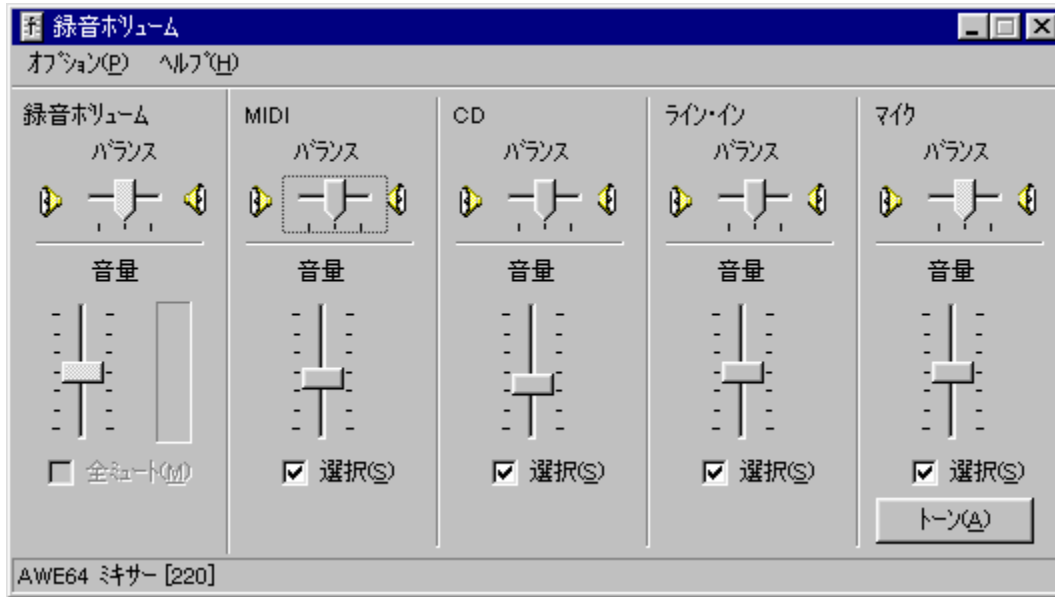 録音ボリューム
オプション(P) ヘルプ(H)
録音ボリューム
バランス
音量
全ミュート(M)
MIDI
バランス
音量
選択(S)
CD
バランス
音量
選択(S)
ライン・イン
バランス
音量
選択(S)
マイク
バランス
音量
選択(S)
トーン(A)
AWE64 ミキサー [220]